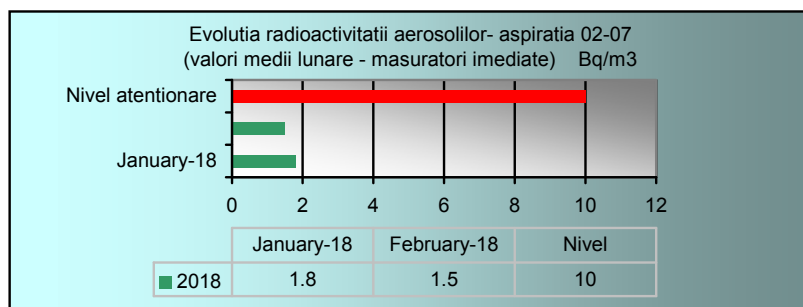 Evolutia radioactivitatii aerosolilor- aspiratia 02-07
(valori medii lunare - masuratori imediate) Bq/m3
Nivel atentionare
January-18
0 2 4 6 8 10 12
January-18 February-18 Nivel
2018 1.8 1.5 10